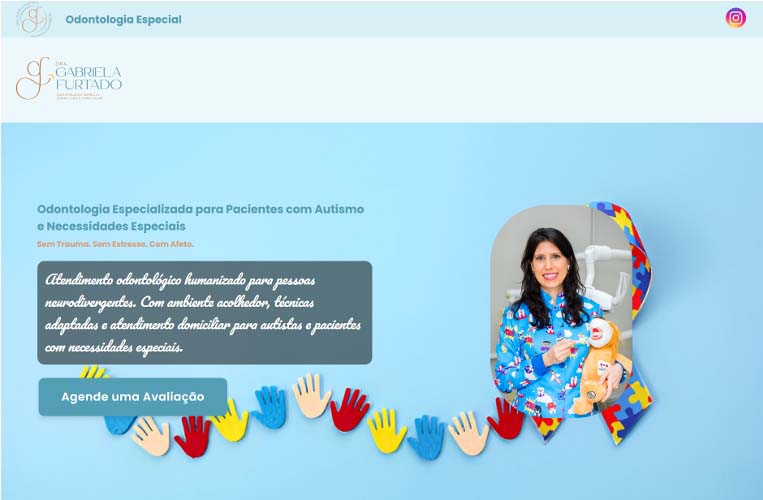 Odontologia Especial
DRA.
GABRIELA
FURTADO
Odontologia Especializada para Pacientes com Autismo
e Necessidades Especiais
Sem Trauma. Sem Estresse. Com Afeto.
Atendimento odontológico humanizado para pessoas
neurodivergentes. Com ambiente acolhedor, técnicas
adaptadas e atendimento domiciliar para autistas e pacientes
com necessidades especiais.
Agende uma Avaliação